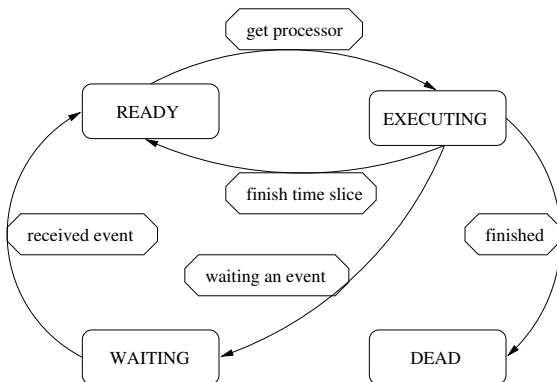 get processor
READY
EXECUTING
finish time slice
received event
finished
waiting an event
WAITING
DEAD